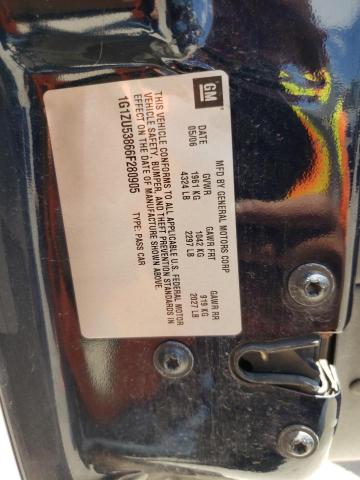 GM
MFD BY GENERAL MOTORS CORP
DATE GVWR GAWR FRT GAWR RR
05/06 1961 KG 1042 KG 919 KG
4324 LB 2297 LB 2027 LB
THIS VEHICLE CONFORMS TO ALL APPLICABLE U.S. FEDERAL MOTOR
VEHICLE SAFETY, BUMPER, AND THEFT PREVENTION STANDARDS IN
EFFECT ON THE DATE OF MANUFACTURE SHOWN ABOVE.
1G1ZU53866F280005 TYPE: PASS CAR